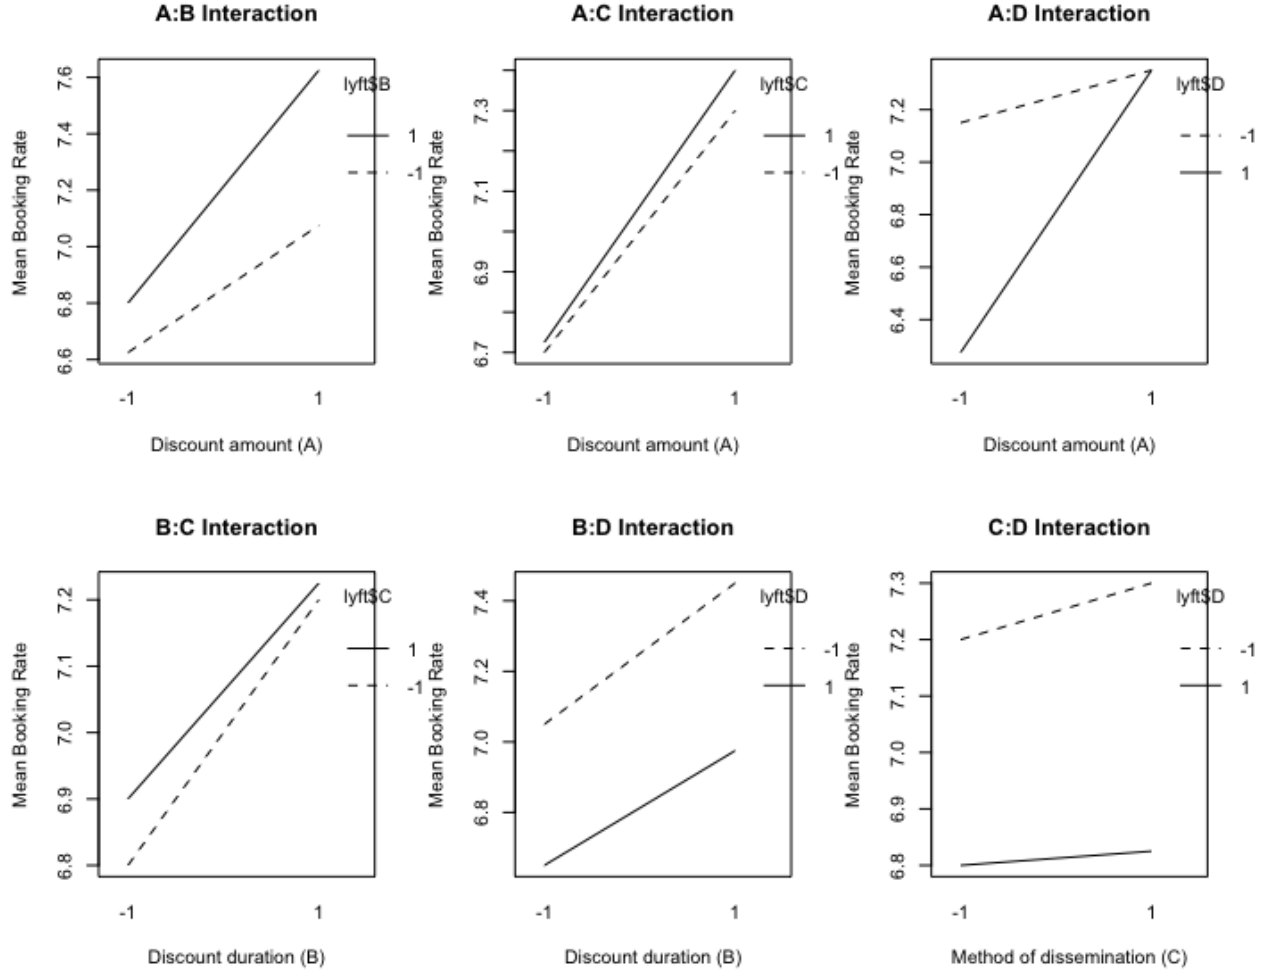 A:B Interaction
Mean Booking Rate
7.6
7.4
7.2
7.0
6.8
6.6
lyft$B
1
-1
-1 1
Discount amount (A)
A:C Interaction
Mean Booking Rate
7.3
7.1
6.9
6.7
lyft$C
1
-1
-1 1
Discount amount (A)
A:D Interaction
Mean Booking Rate
7.2
7.0
6.8
6.6
6.4
lyft$D
-1
1
-1 1
Discount amount (A)
B:C Interaction
Mean Booking Rate
7.2
7.1
7.0
6.9
6.8
lyft$C
1
-1
-1 1
Discount duration (B)
B:D Interaction
Mean Booking Rate
7.4
7.2
7.0
6.8
lyft$D
-1
1
-1 1
Discount duration (B)
C:D Interaction
Mean Booking Rate
7.3
7.2
7.1
7.0
6.9
6.8
lyft$D
-1
1
-1 1
Method of dissemination (C)